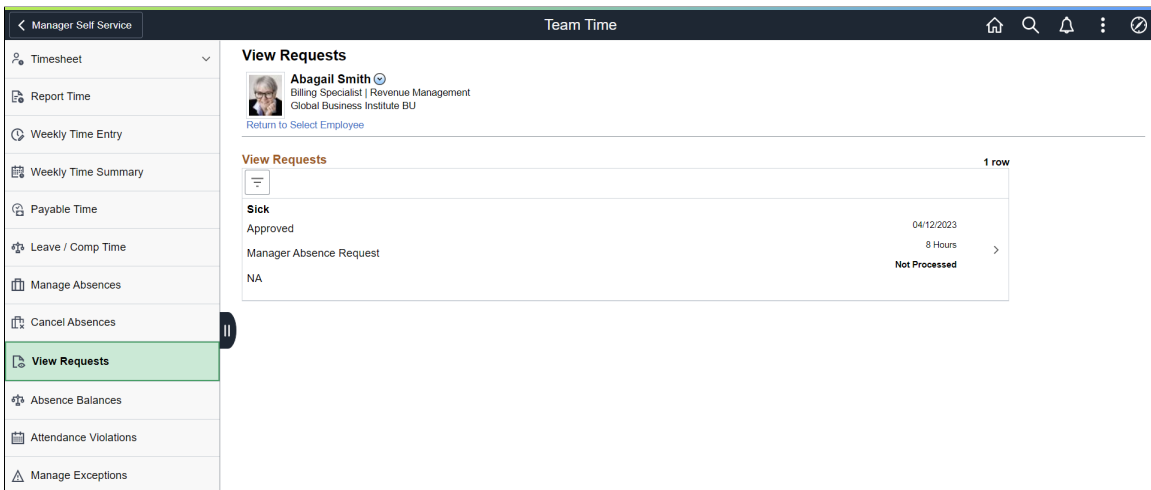 Manager Self Service
Team Time
Timesheet
Report Time
Weekly Time Entry
Weekly Time Summary
Payable Time
Leave / Comp Time
Manage Absences
Cancel Absences
View Requests
Absence Balances
Attendance Violations
Manage Exceptions
View Requests
Abagail Smith
Billing Specialist | Revenue Management
Global Business Institute BU
Return to Select Employee
View Requests
1 row
Sick
Approved
04/12/2023
8 Hours
Manager Absence Request
Not Processed
NA